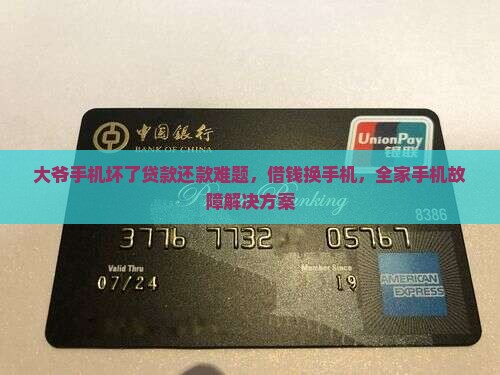 中国銀行
BANK OF CHINA
UnionPay
银联
大爷手机坏了贷款还款难题，借钱换手机，全家手机故
障解决方案
Banking
8386
3776 7732 05767
Valid Thru
Member Since
07/24
19
AMERICAN
EXPRESS